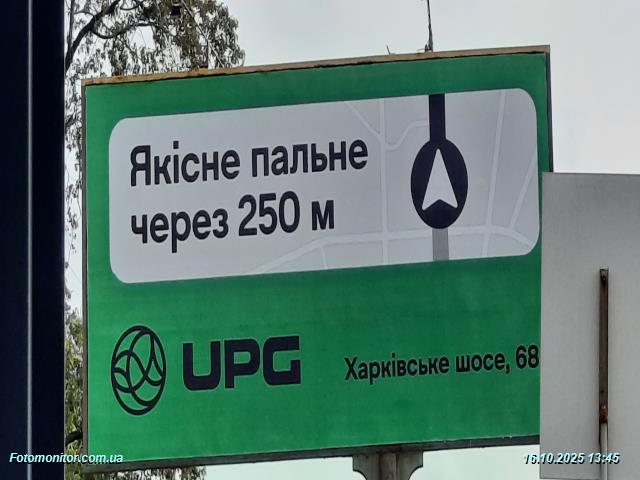 Якісне пальне
через 250 м
UPG
Харківське шосе, 68
Fotomonitor.com.ua
16.10.2025 13:45